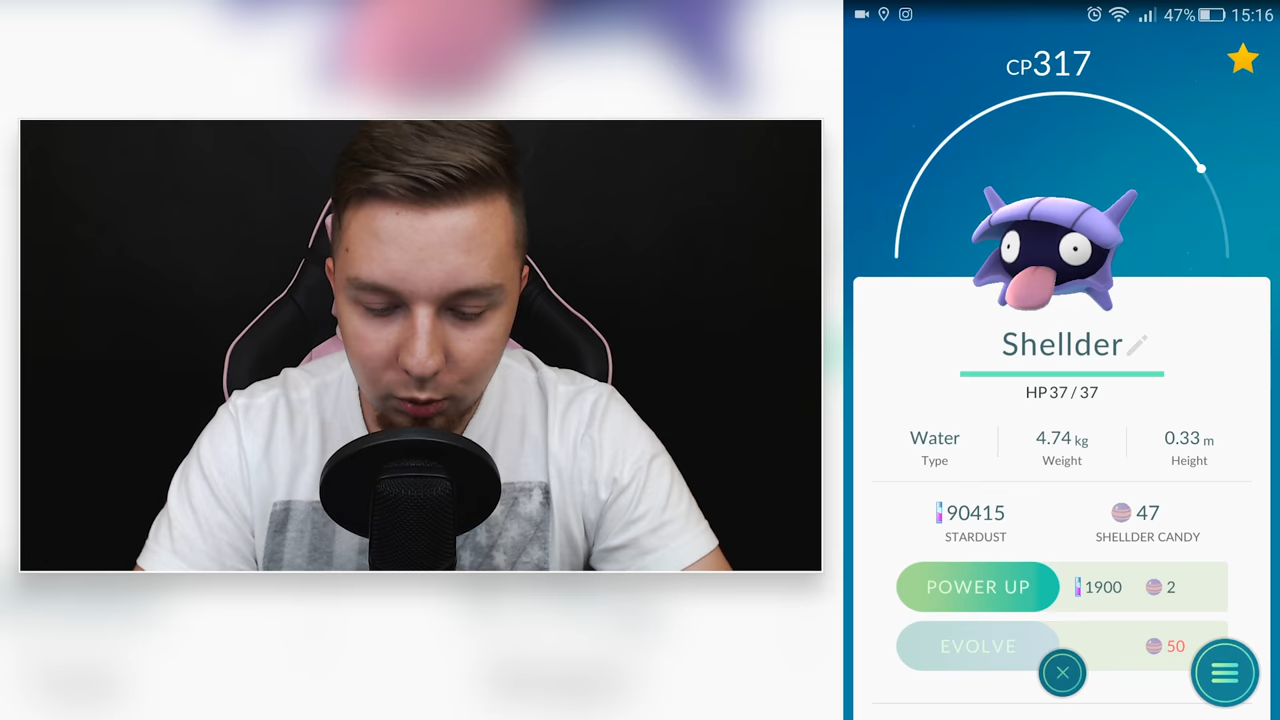 47% 15:16
CP317
Shellder
HP 37 / 37
Water 4.74 kg 0.33 m
Type Weight Height
90415 47
STARDUST SHELLDER CANDY
POWER UP 1900 2
EVOLVE 50